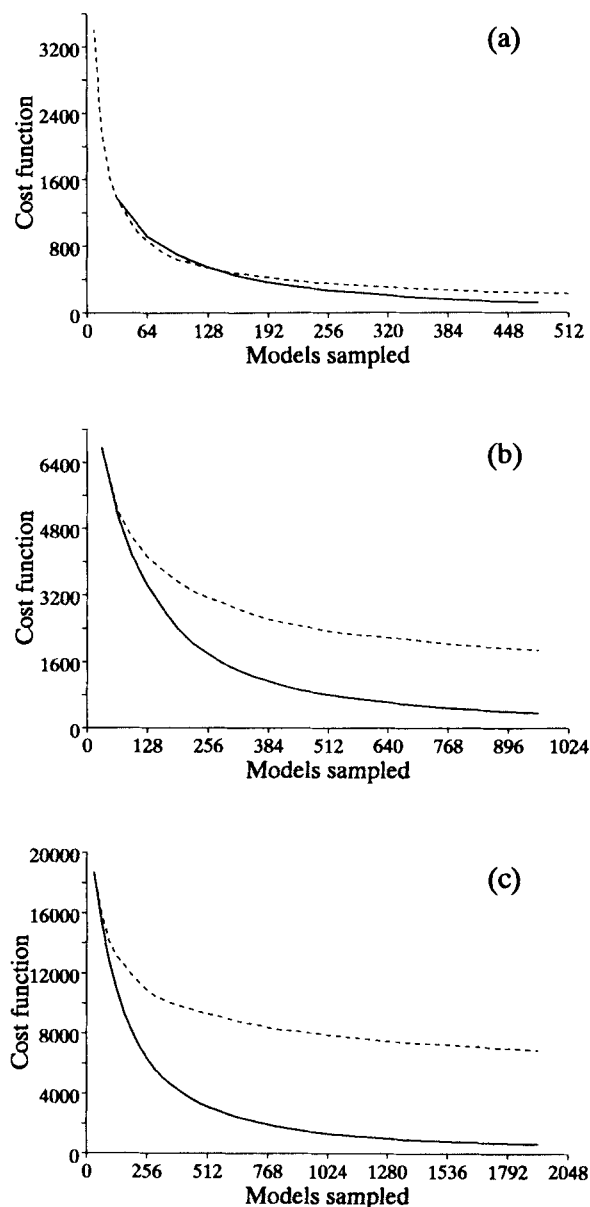 (a)
3200
2400
1600
800
0
Cost function
0 64 128 192 256 320 384 448 512
Models sampled
(b)
6400
4800
3200
1600
0
Cost function
0 128 256 384 512 640 768 896 1024
Models sampled
(c)
20000
16000
12000
8000
4000
0
Cost function
0 256 512 768 1024 1280 1536 1792 2048
Models sampled